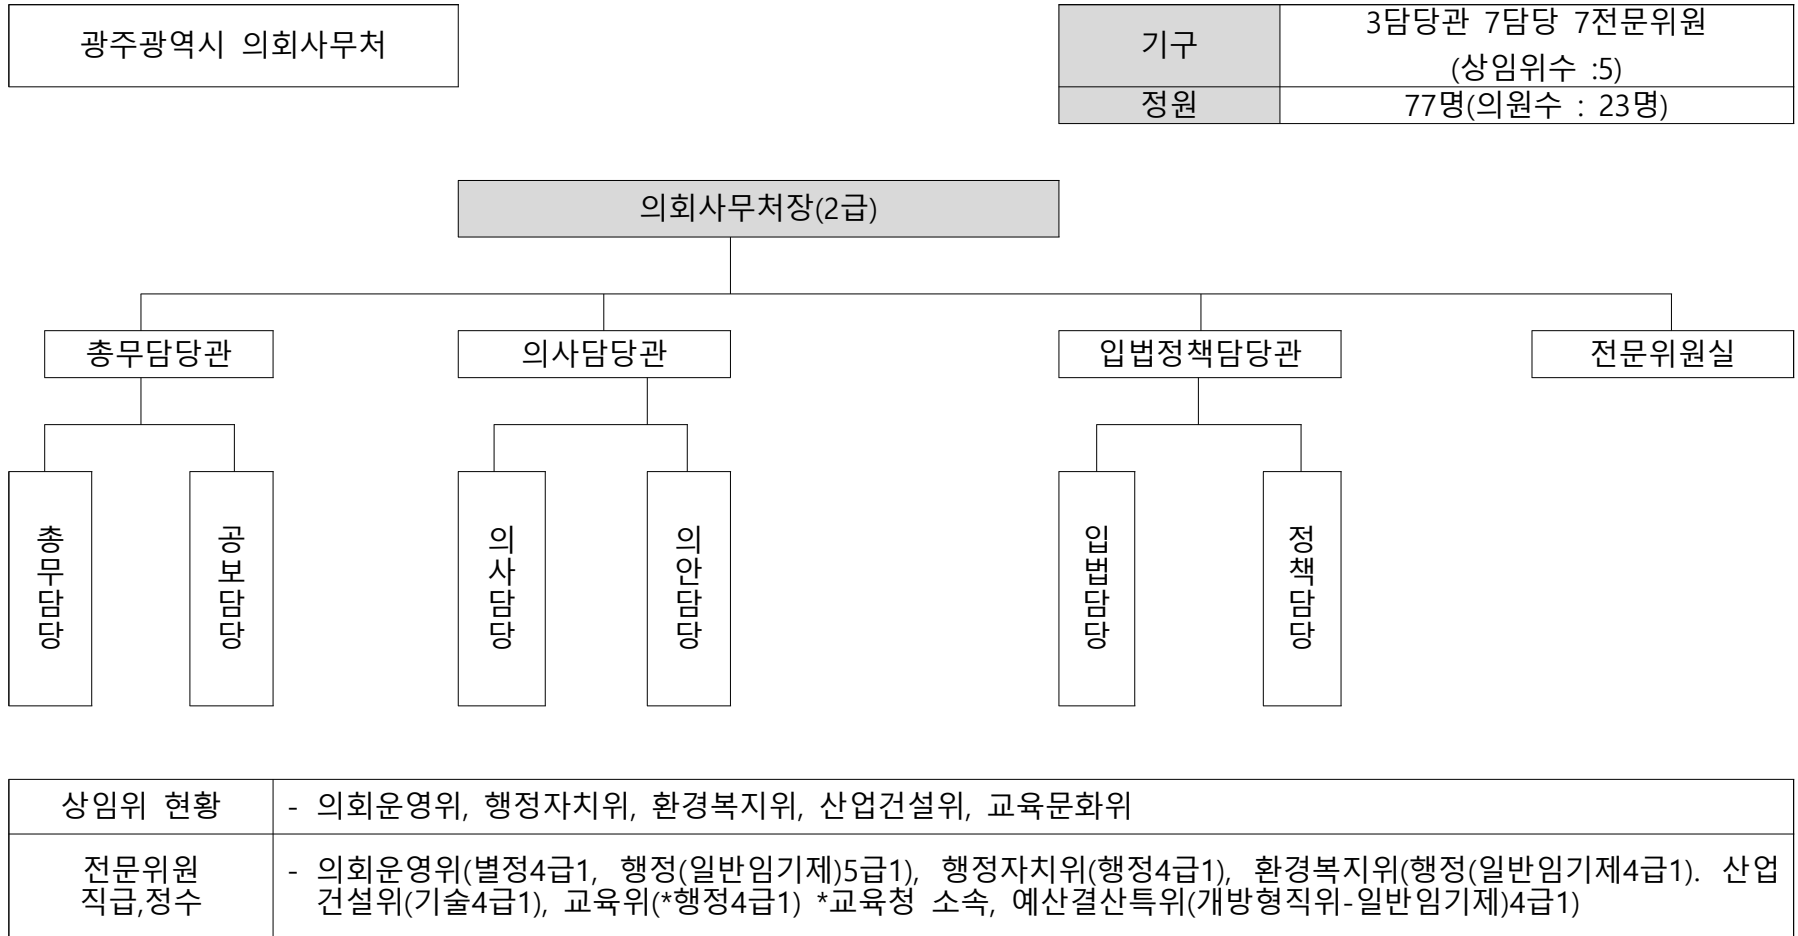 광주광역시 의회사무처
기구
3담당관 7담당 7전문위원
(상임위수 :5)
정원
77명(의원수 : 23명)
의회사무처장(2급)
총무담당관
의사담당관
입법정책담당관
전문위원실
총무담당
공보담당
의사담당
의안담당
입법담당
정책담당
상임위 현황
- 의회운영위, 행정자치위, 환경복지위, 산업건설위, 교육문화위
전문위원
직급,정수
- 의회운영위(별정4급1, 행정(일반임기제)5급1), 행정자치위(행정4급1), 환경복지위(행정(일반임기제4급1). 산업
건설위(기술4급1), 교육위(*행정4급1) *교육청 소속, 예산결산특위(개방형직위-일반임기제)4급1)